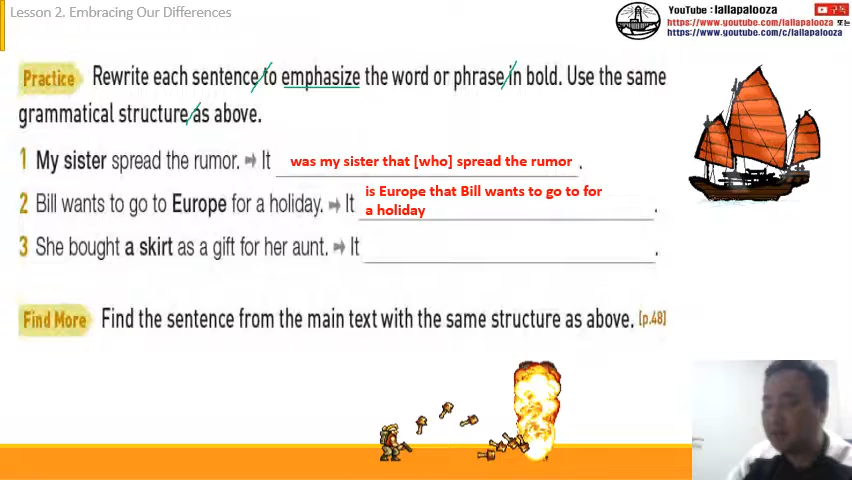 Lesson 2. Embracing Our Differences
YouTube : lallapalooza
구독
https://www.youtube.com/lallapalooza 또는
https://www.youtube.com/c/lallapalooza
Practice Rewrite each sentence to emphasize the word or phrase in bold. Use the same
grammatical structure as above.
1 My sister spread the rumor. ➡ It was my sister that [who] spread the rumor .
2 Bill wants to go to Europe for a holiday. ➡ It is Europe that Bill wants to go to for
a holiday .
3 She bought a skirt as a gift for her aunt. ➡ It .
Find More Find the sentence from the main text with the same structure as above. [p.48]